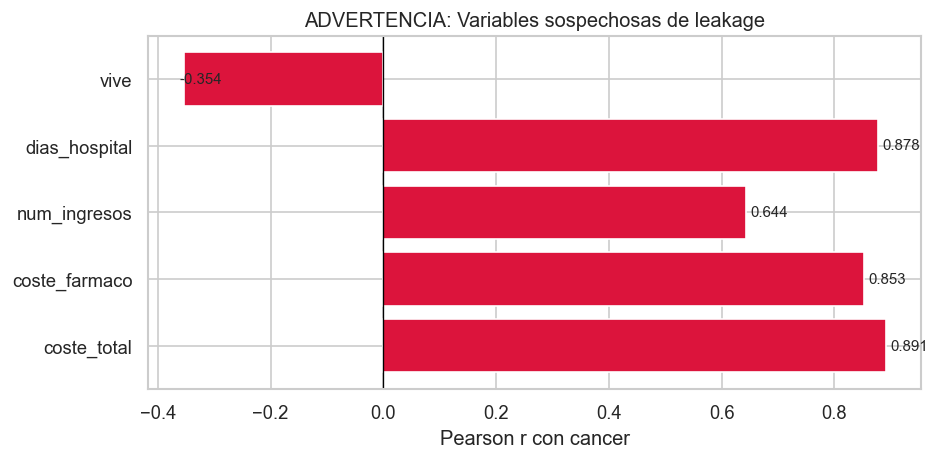 ADVERTENCIA: Variables sospechosas de leakage
vive
-0.354
dias_hospital
0.878
num_ingresos
0.644
coste_farmaco
0.853
coste_total
0.891
−0.4 −0.2 0.0 0.2 0.4 0.6 0.8
Pearson r con cancer